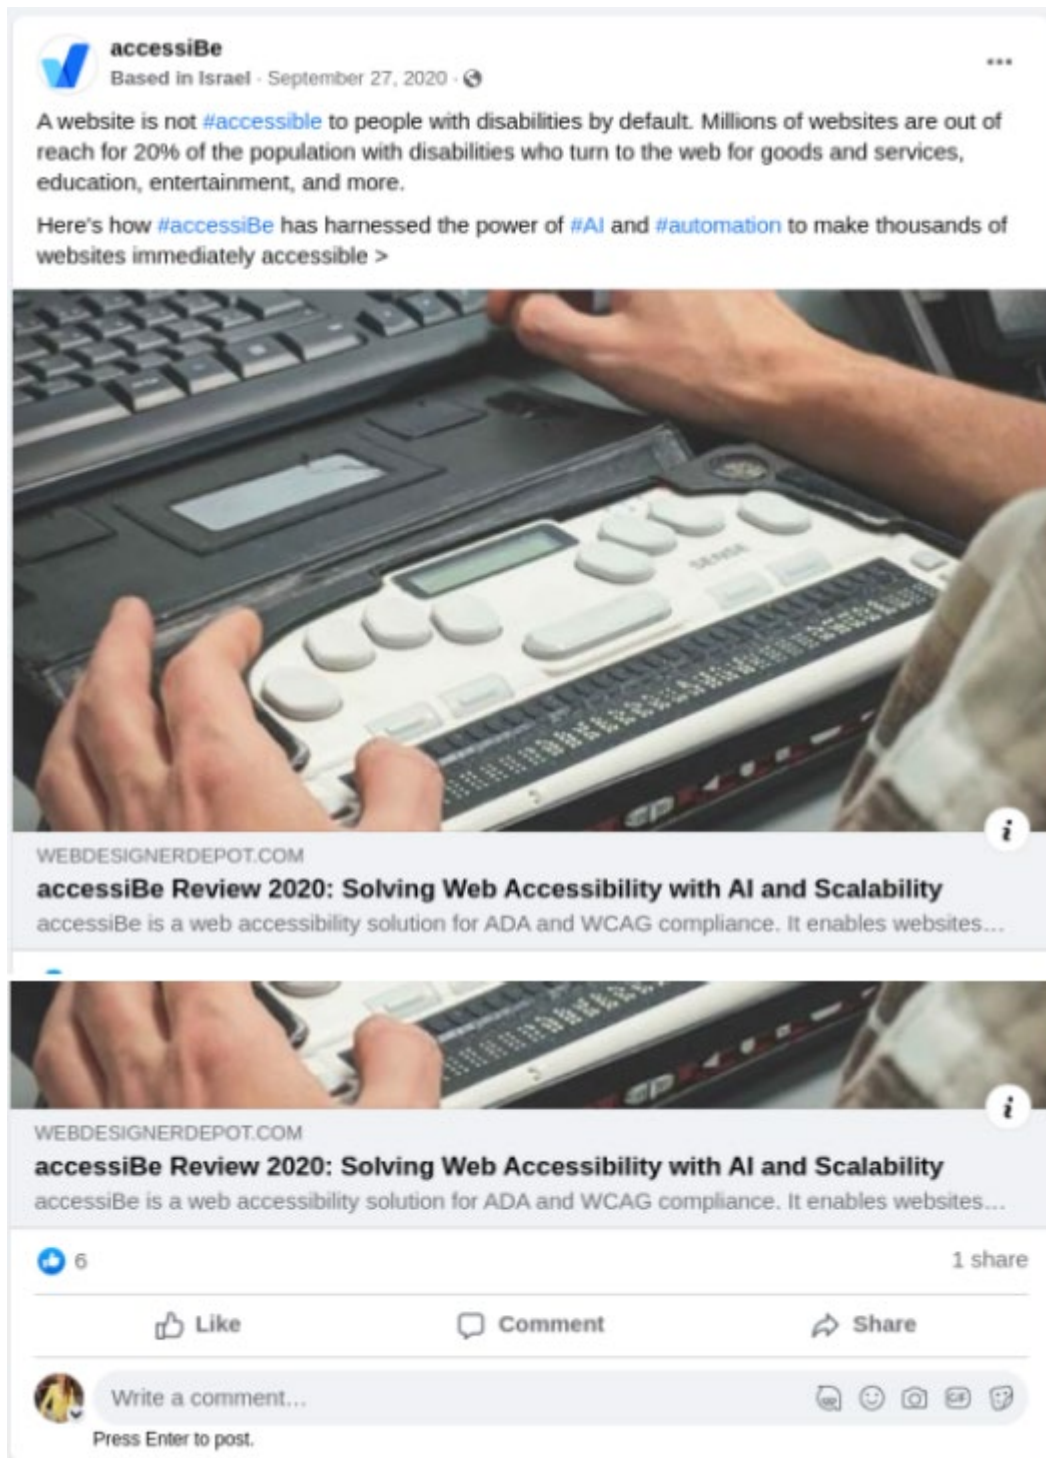 accessiBe
Based in Israel · September 27, 2020 ·
A website is not #accessible to people with disabilities by default. Millions of websites are out of
reach for 20% of the population with disabilities who turn to the web for goods and services,
education, entertainment, and more.
Here's how #accessiBe has harnessed the power of #AI and #automation to make thousands of
websites immediately accessible >
SENSE
WEBDESIGNERDEPOT.COM
accessiBe Review 2020: Solving Web Accessibility with AI and Scalability
accessiBe is a web accessibility solution for ADA and WCAG compliance. It enables websites...
WEBDESIGNERDEPOT.COM
accessiBe Review 2020: Solving Web Accessibility with AI and Scalability
accessiBe is a web accessibility solution for ADA and WCAG compliance. It enables websites...
6
1 share
Like
Comment
Share
Write a comment...
GIF
Press Enter to post.